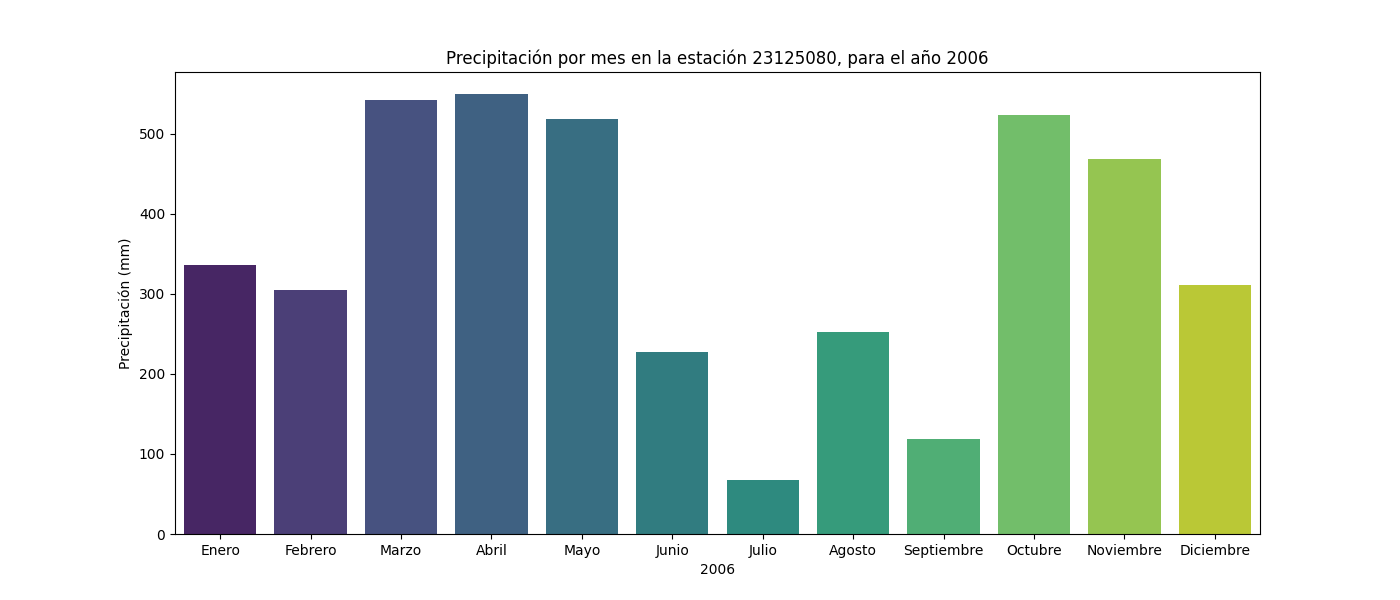 Precipitación por mes en la estación 23125080, para el año 2006
Precipitación (mm)
500
400
300
200
100
0
Enero Febrero Marzo Abril Mayo Junio Julio Agosto Septiembre Octubre Noviembre Diciembre
2006